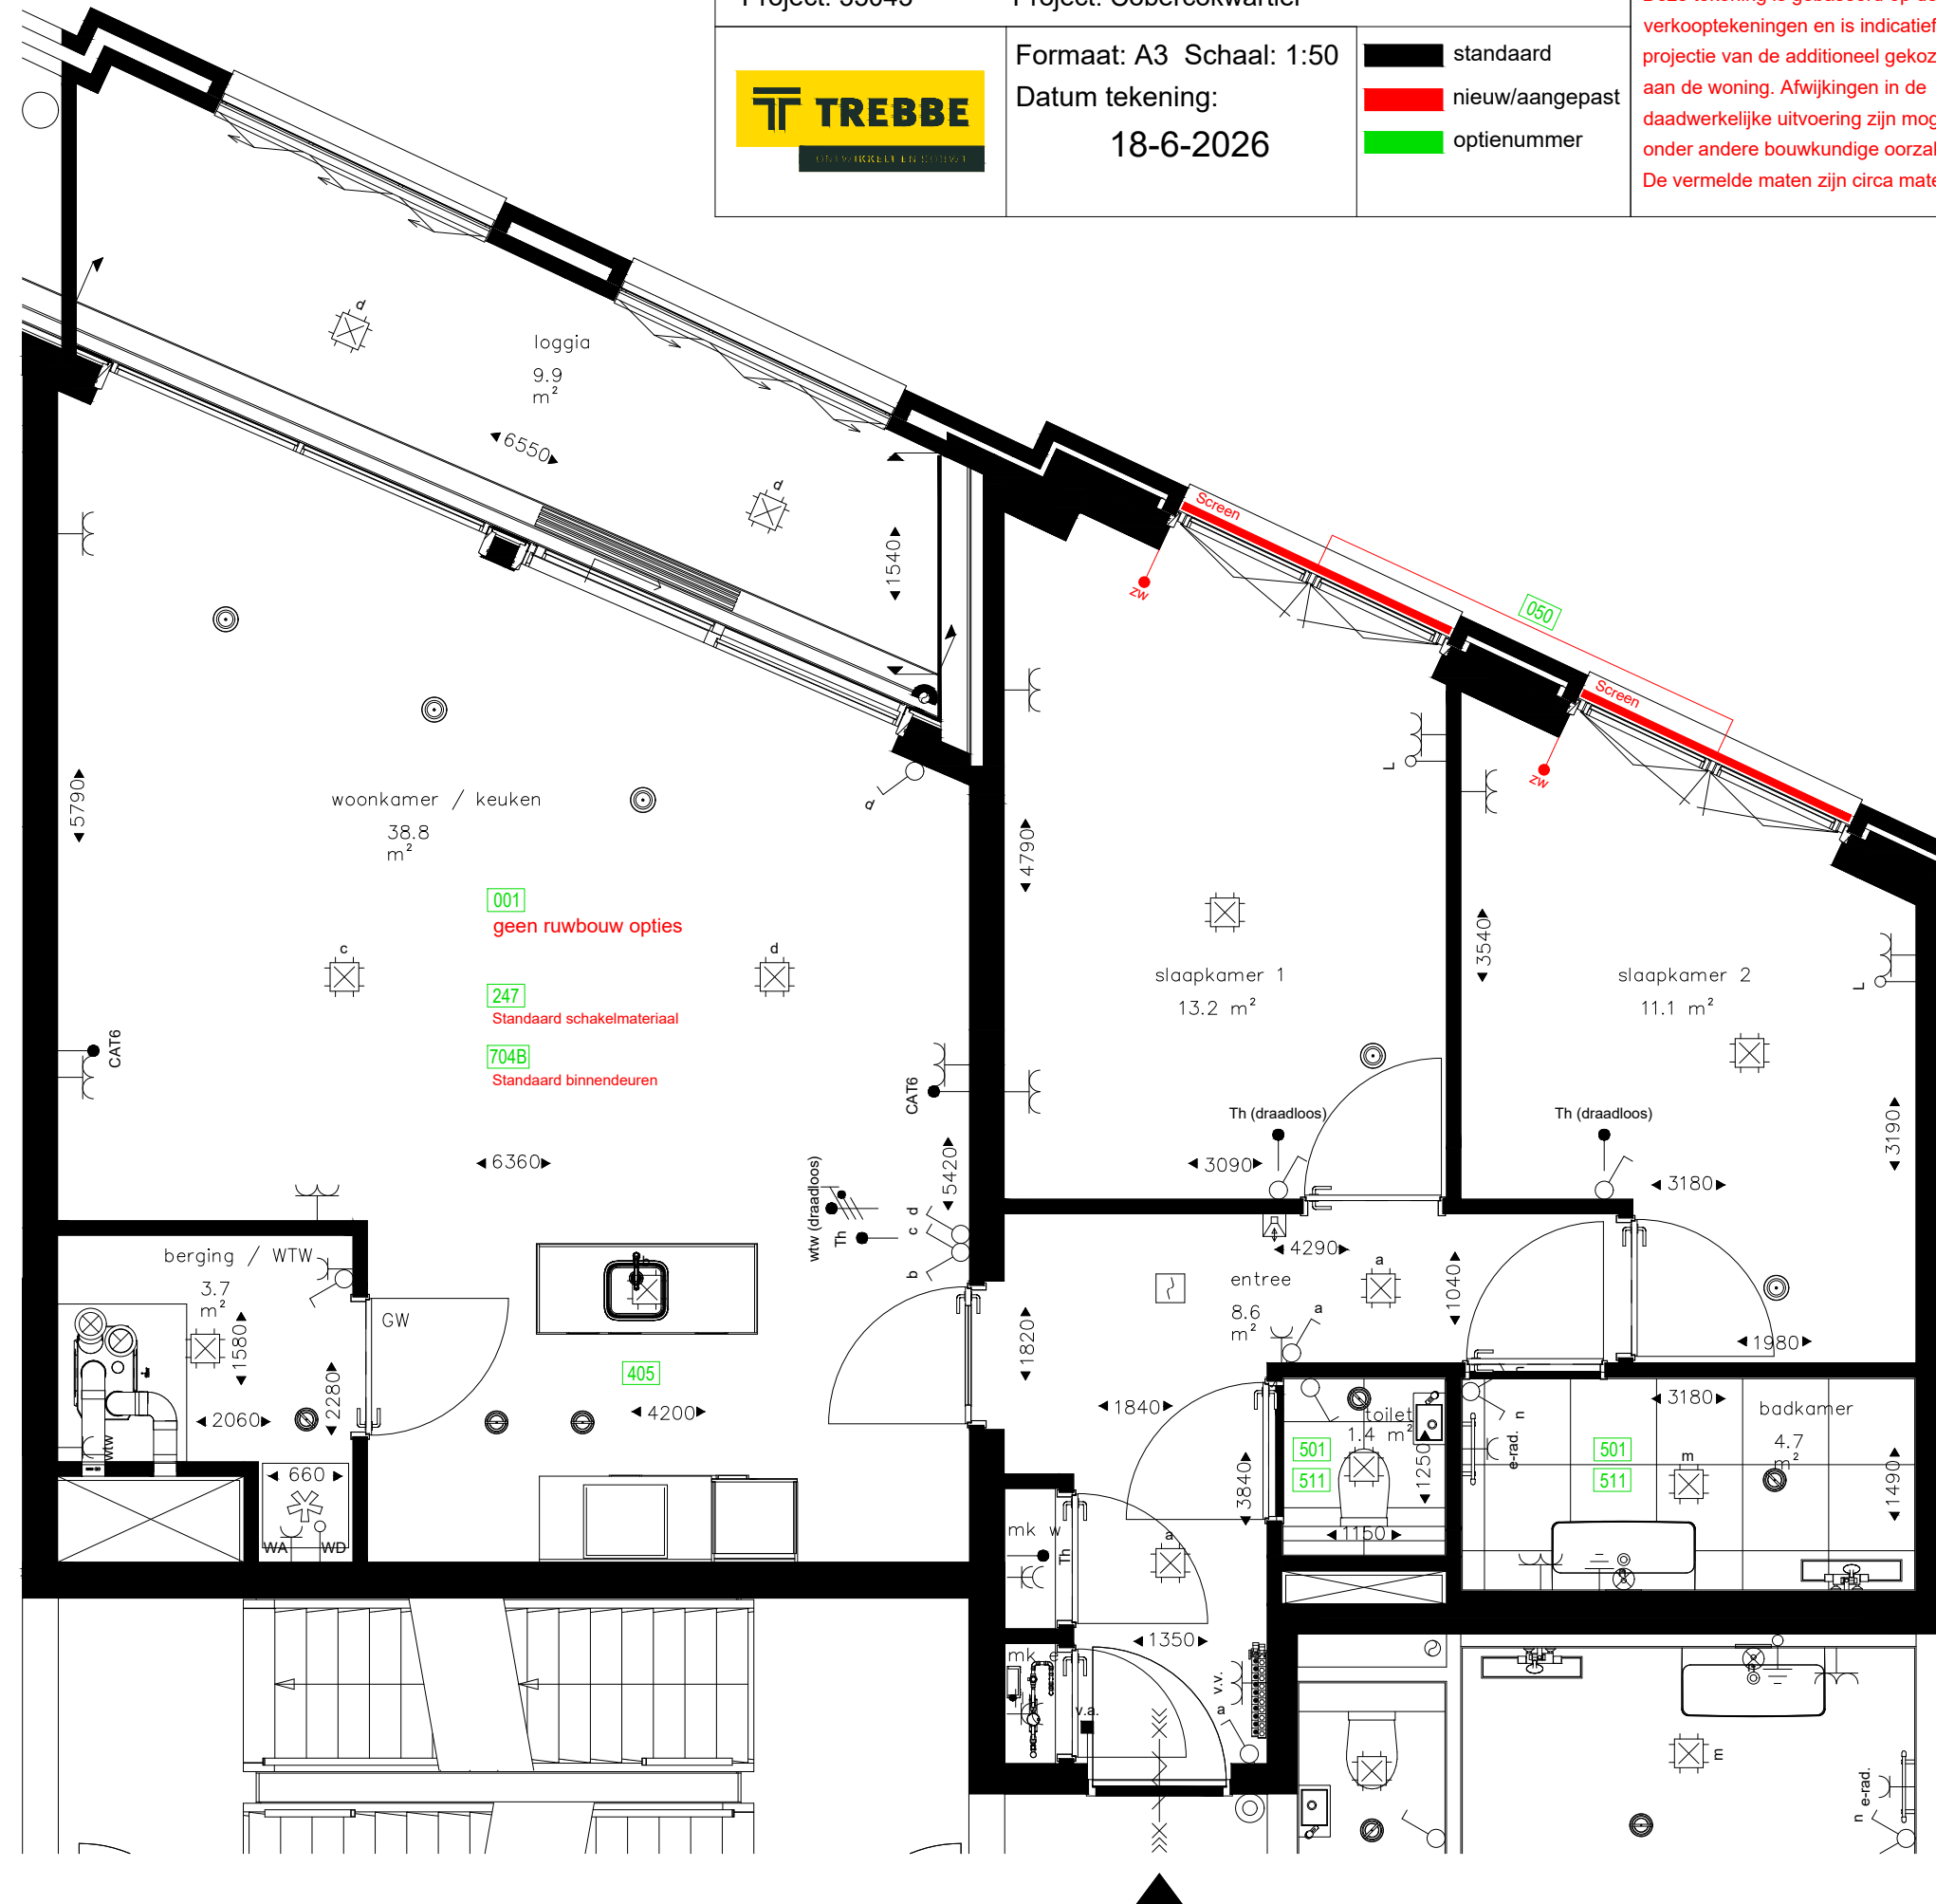 Formaat: A3 Schaal: 1:50
Datum tekening:
18-6-2026
TREBBE
ONTWIKKELT EN BOUWT
standaard
nieuw/aangepast
optienummer
verkooptekeningen en is indicatief
projectie van de additioneel
aan de woning. Afwijkingen in de
daadwerkelijke uitvoering zijn
onder andere bouwkundige
De vermelde maten zijn circa
d
loggia
9.9
m²
6550
d
1540
Screen
zw
050
Screen
zw
L
d
5790
woonkamer / keuken
38.8
m²
4790
001
geen ruwbouw opties
c
d
247
Standaard schakelmateriaal
704B
Standaard binnendeuren
CAT6
CAT6
3540
slaapkamer 1
13.2 m²
slaapkamer 2
11.1 m²
L
Th (draadloos)
Th (draadloos)
3190
6360
5420
3090
3180
wtw (draadloos)
Th
d
c
b
berging / WTW
3.7
m²
1580
2060
2280
GW
wtw
b
405
4200
660
WA
WD
4290
entree
8.6
m²
a
a
1040
1820
1840
1980
toilet
1.4 m²
501
511
1250
1150
3840
3180
badkamer
4.7
m²
n
e-rad.
501
511
m
1490
mk w
Th
a
1350
mk e
v.a.
v.v.
a
m
e-rad.
n